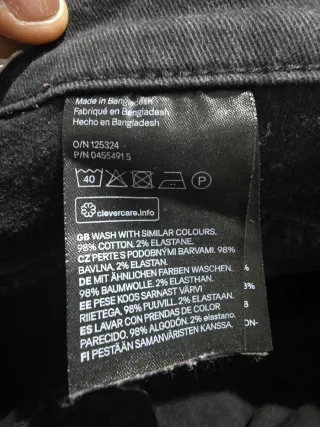 Made in Bangladesh
Fabriqué en Bangladesh
Hecho en Bangladesh
O/N 125324
P/N 0455491 5
40
P
clevercare.info
GB WASH WITH SIMILAR COLOURS.
98% COTTON. 2% ELASTANE.
CZ PERTE S PODOBNÝMI BARVAMI. 98%
BAVLNA. 2% ELASTAN.
DE MIT ÄHNLICHEN FARBEN WASCHEN.
98% BAUMWOLLE. 2% ELASTHAN.
EE PESE KOOS SARNAST VÄRVI
RIIETEGA. 98% PUUVILL. 2% ELASTAAN.
ES LAVAR CON PRENDAS DE COLOR
PARECIDO. 98% ALGODÓN. 2% elastano.
FI PESTÄÄN SAMANVÄRISTEN KANSSA.